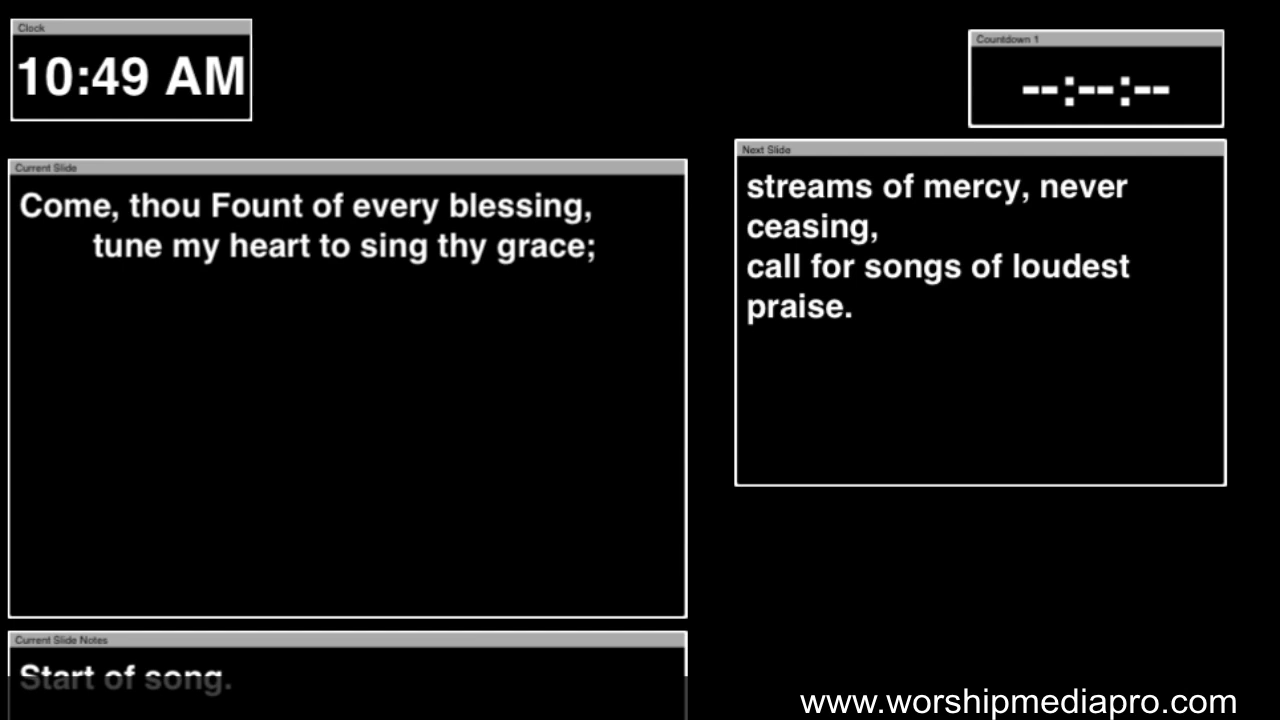 Clock
10:49 AM
Countdown 1
--:--:--
Current Slide
Come, thou Fount of every blessing,
tune my heart to sing thy grace;
Next Slide
streams of mercy, never
ceasing,
call for songs of loudest
praise.
Current Slide Notes
Start of song.
www.worshipmediapro.com